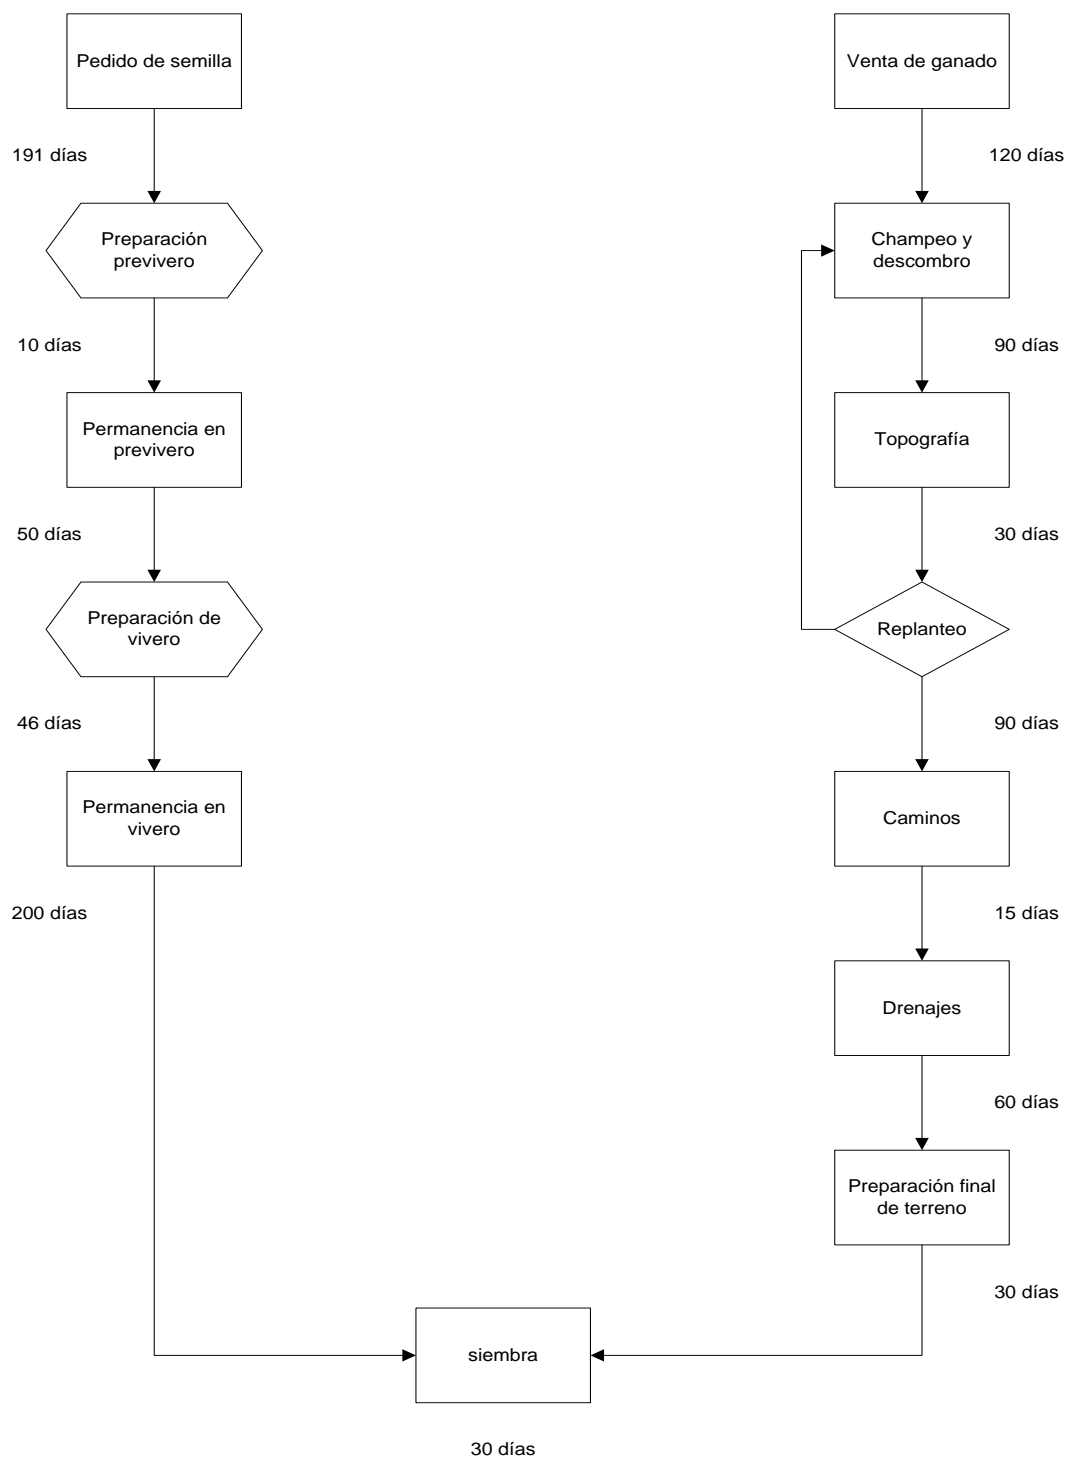 Pedido de semilla
191 días
Preparación
previvero
10 días
Permanencia en
previvero
50 días
Preparación de
vivero
46 días
Permanencia en
vivero
200 días
Venta de ganado
120 días
Champeo y
descombro
90 días
Topografía
30 días
Replanteo
90 días
Caminos
15 días
Drenajes
60 días
Preparación final
de terreno
30 días
siembra
30 días